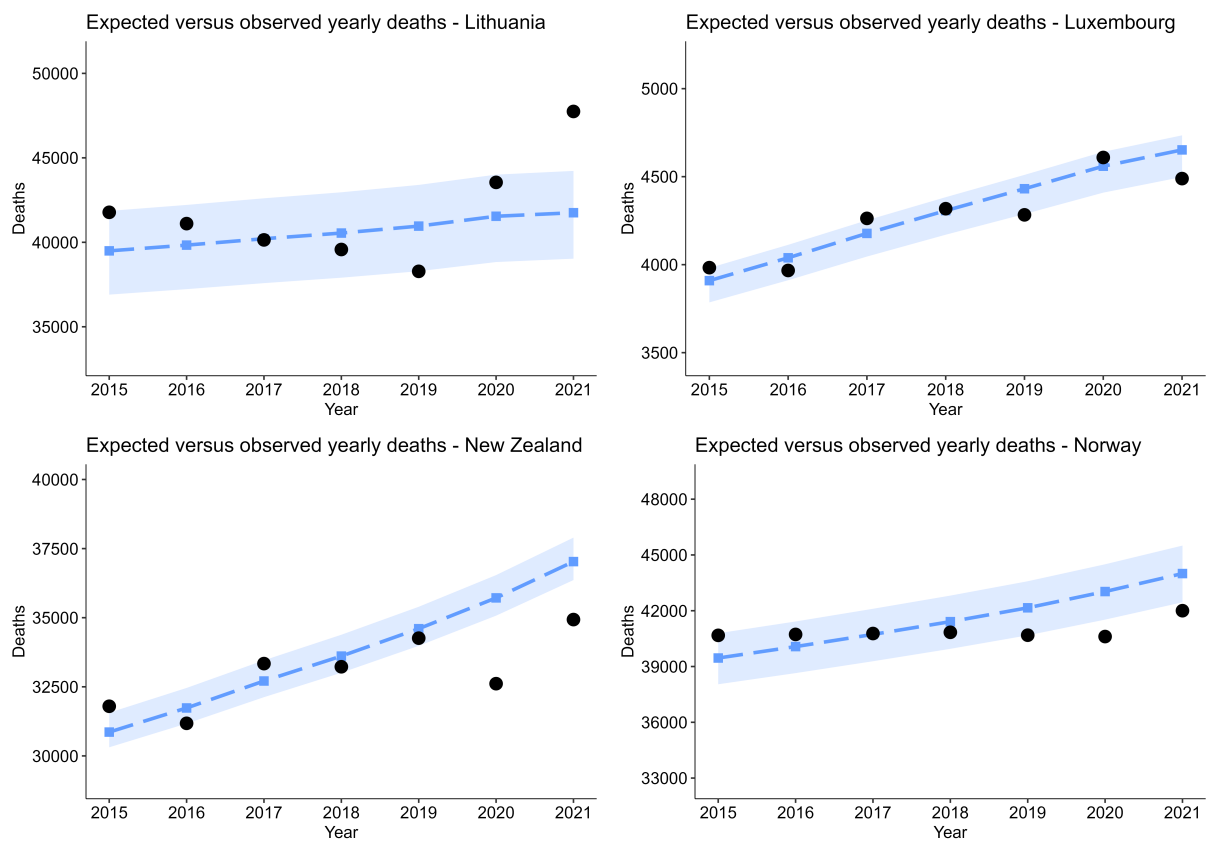 Expected versus observed yearly deaths - Lithuania
50000
45000
40000
35000
Deaths
2015 2016 2017 2018 2019 2020 2021
Year
Expected versus observed yearly deaths - Luxembourg
5000
4500
4000
3500
Deaths
2015 2016 2017 2018 2019 2020 2021
Year
Expected versus observed yearly deaths - New Zealand
40000
37500
35000
32500
30000
Deaths
2015 2016 2017 2018 2019 2020 2021
Year
Expected versus observed yearly deaths - Norway
48000
45000
42000
39000
36000
33000
Deaths
2015 2016 2017 2018 2019 2020 2021
Year